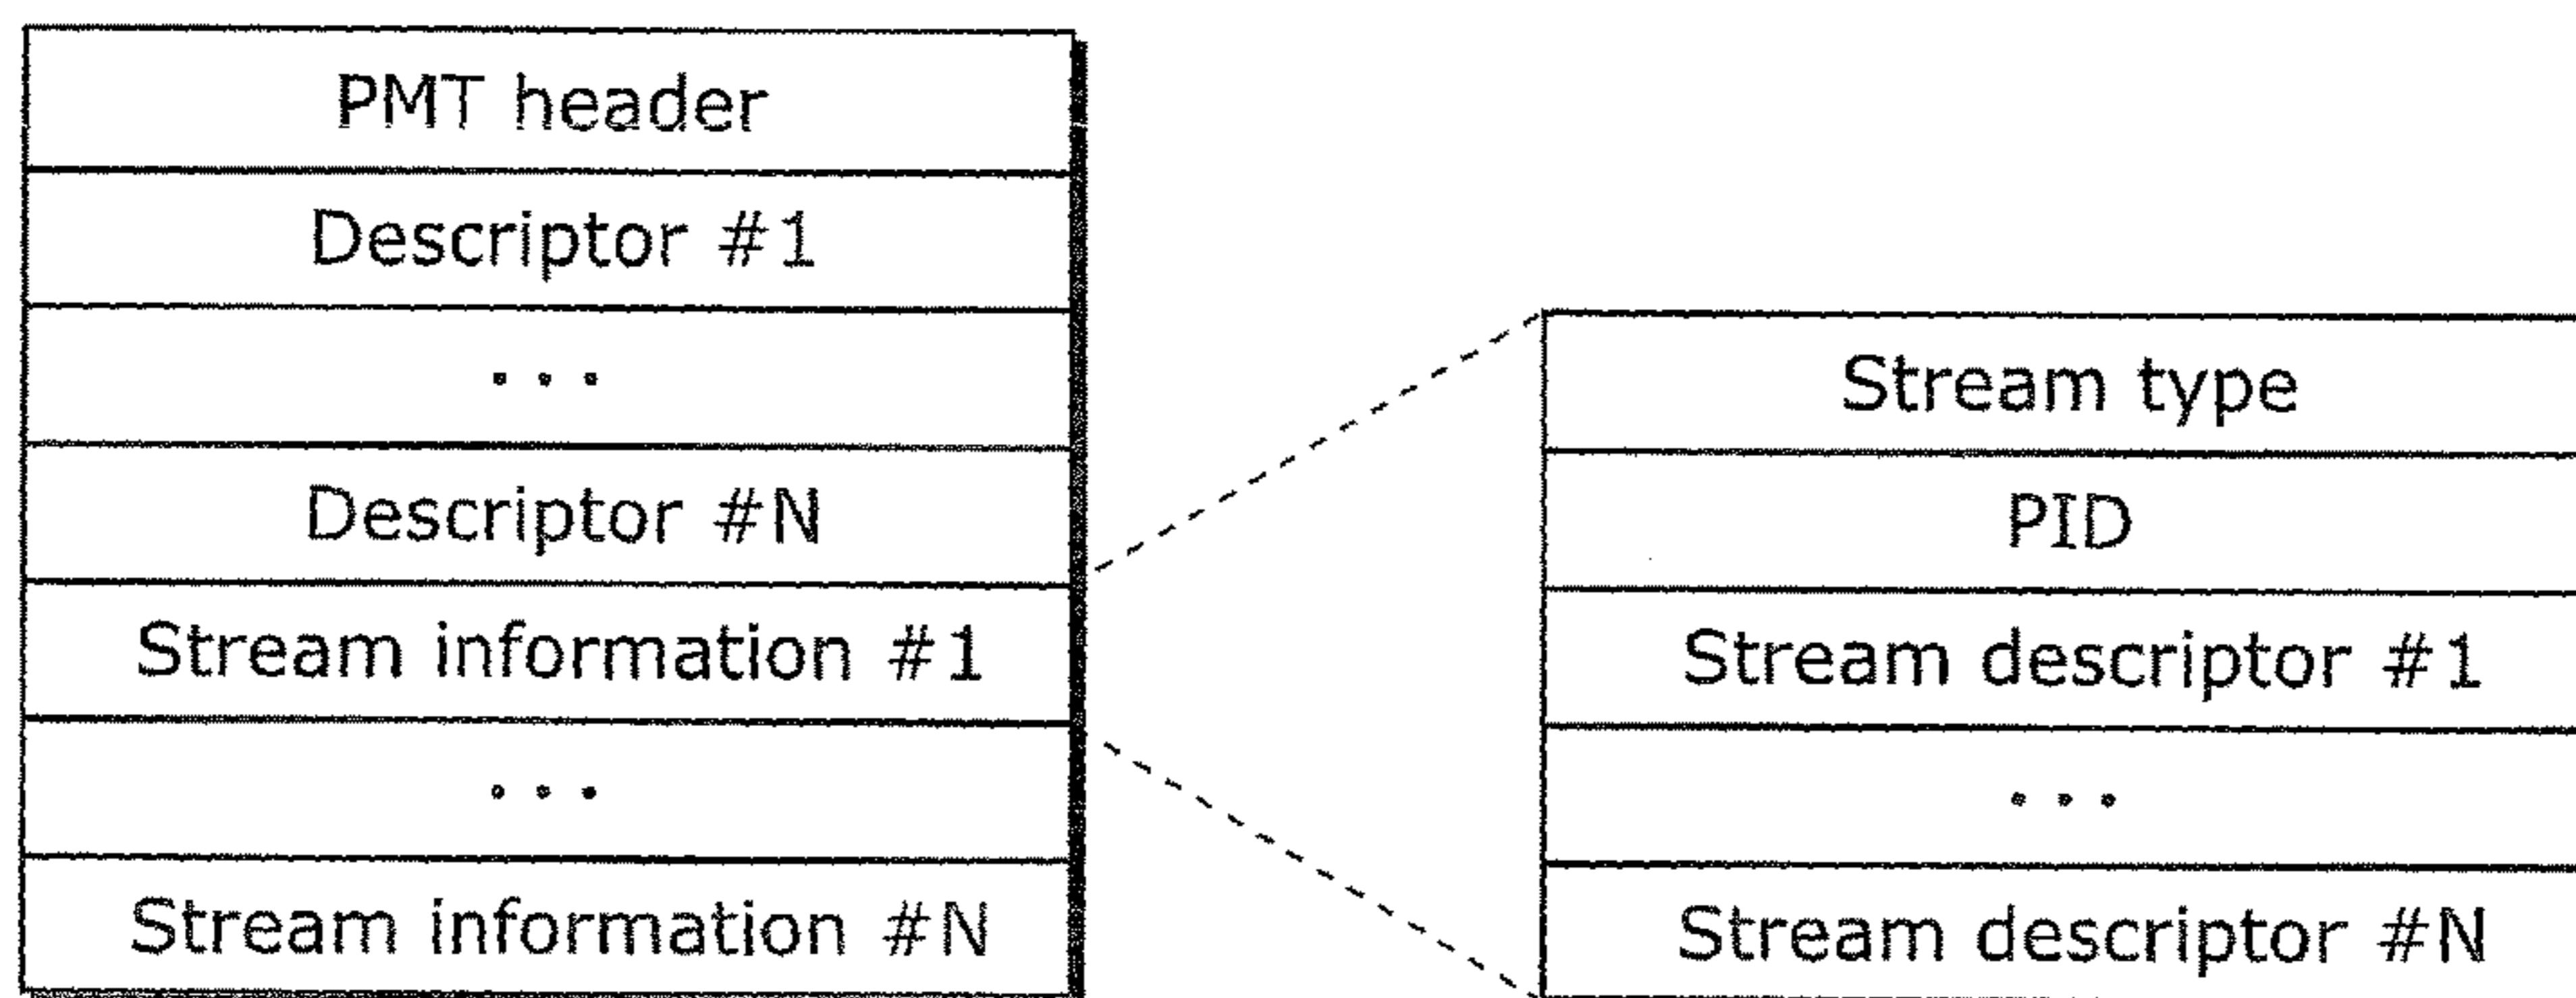 PMT header
Descriptor #1
...
Descriptor #N
Stream information #1
...
Stream information #N
Stream type
PID
Stream descriptor #1
...
Stream descriptor #N